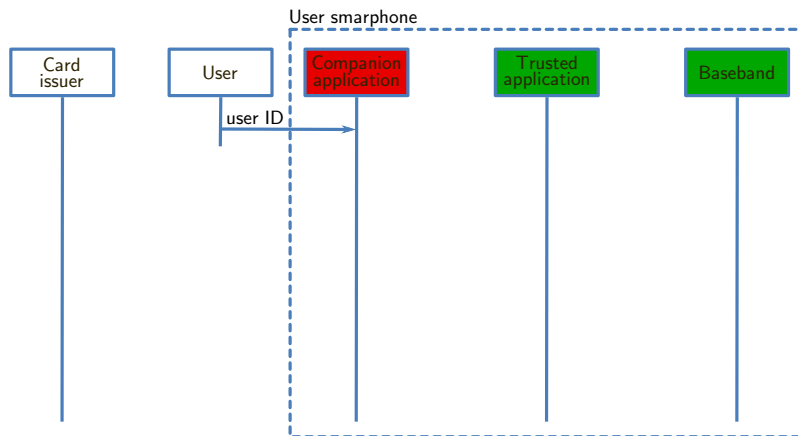 User smarphone
Card
issuer
User
Companion
application
Trusted
application
Baseband
user ID